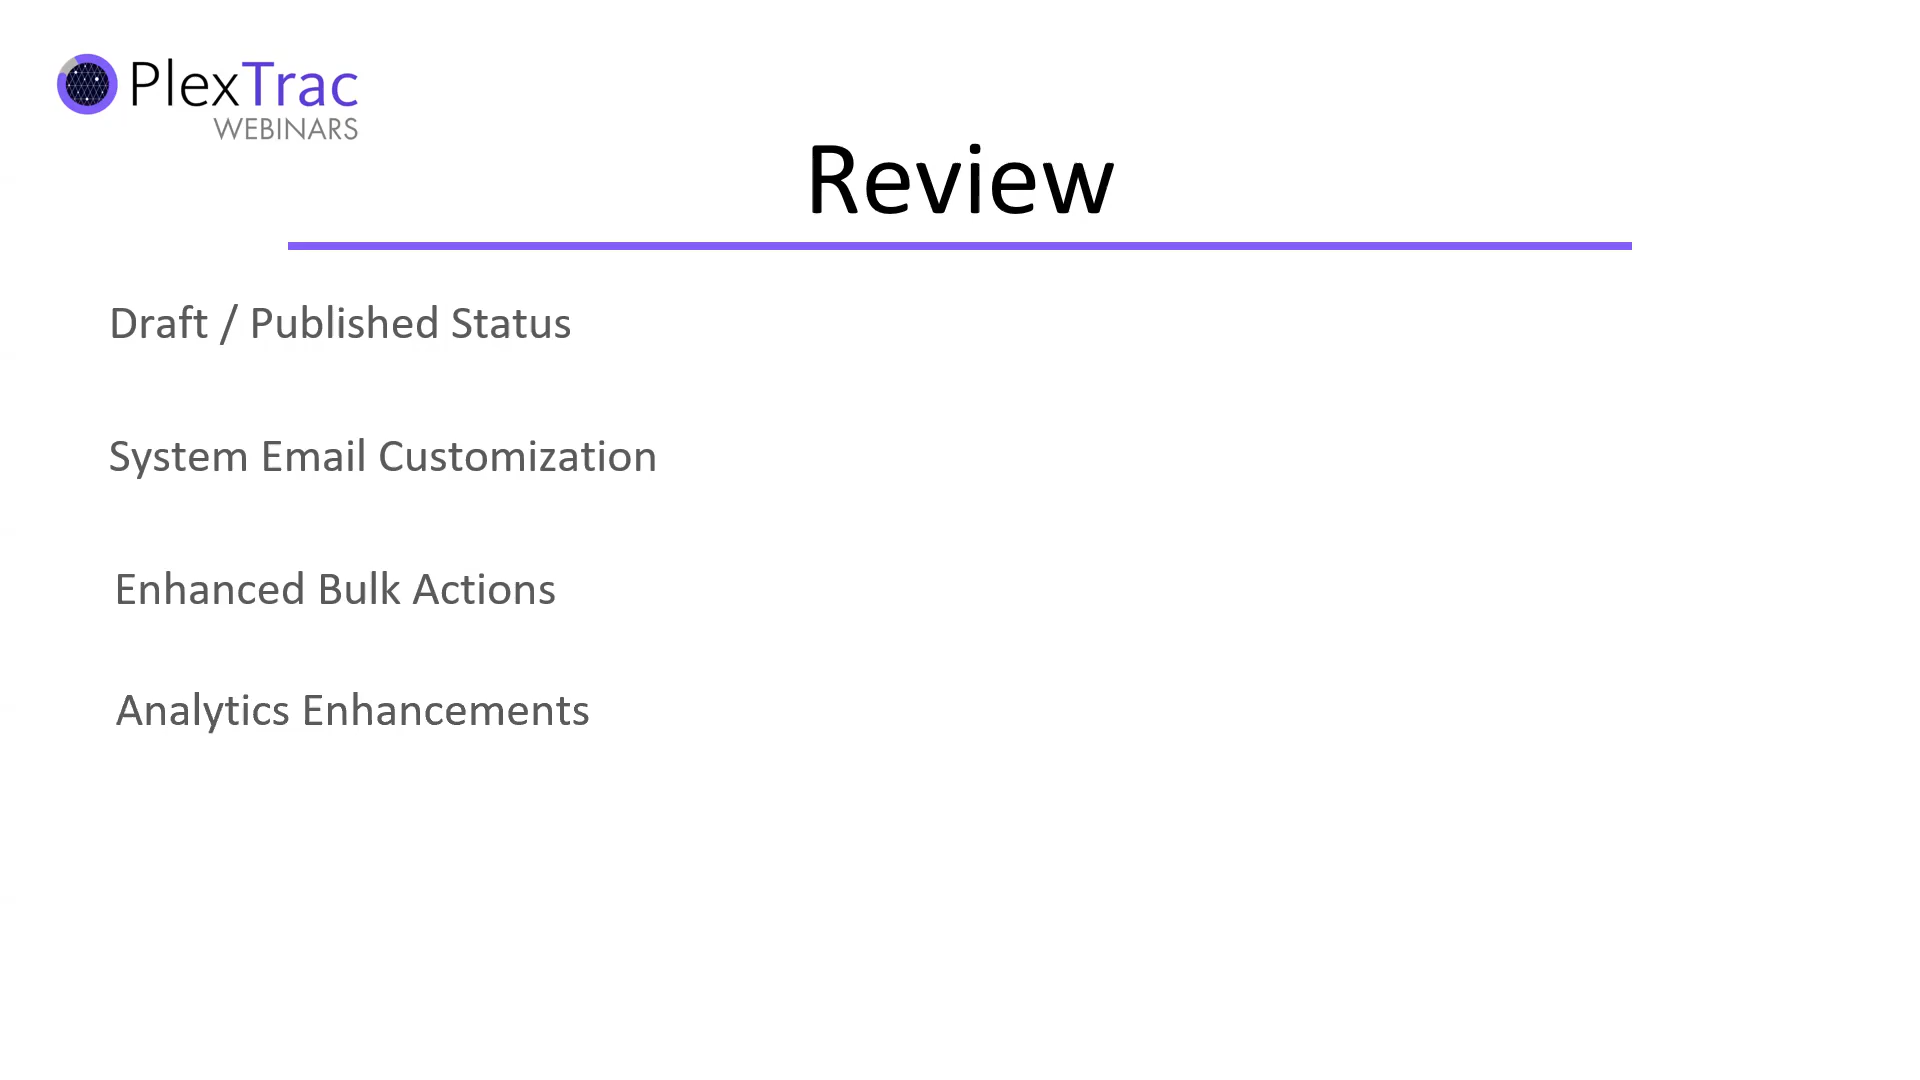 PlexTrac
WEBINARS
Review
Draft / Published Status
System Email Customization
Enhanced Bulk Actions
Analytics Enhancements